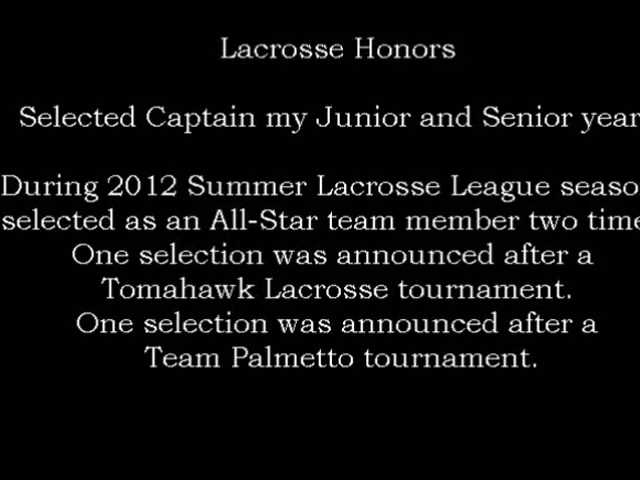 Lacrosse Honors
Selected Captain my Junior and Senior year
During 2012 Summer Lacrosse League seaso
selected as an All-Star team member two time
One selection was announced after a
Tomahawk Lacrosse tournament.
One selection was announced after a
Team Palmetto tournament.